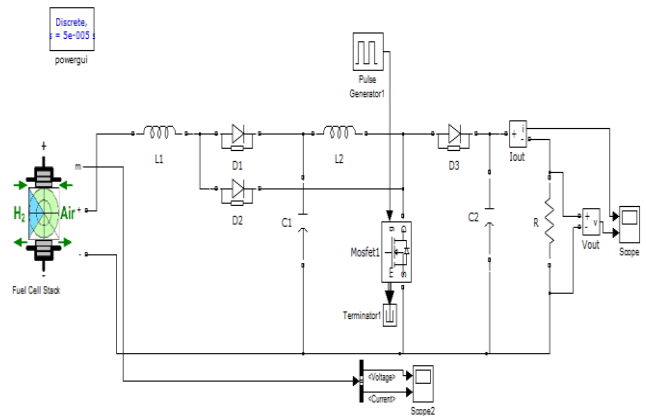 Discrete,
s = 5e-005
powergui
Pulse
Generator1
L1
D1
L2
D3
Iout
+
i
-
m
D2
C1
C2
R
H2
Air
+
g
D
Mosfet1
m
S
+
-
v
Vout
Scope
-
Fuel Cell Stack
Terminator1
<Voltage>
<Current>
Scope2